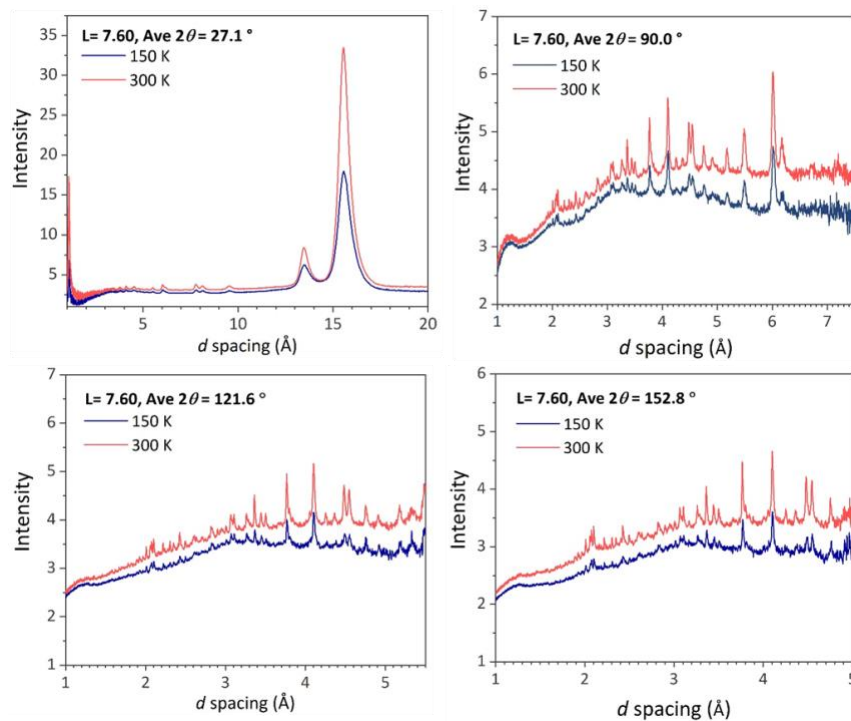 L= 7.60, Ave 2θ = 27.1 °
150 K
300 K
Intensity
35
30
25
20
15
10
5
5
10
15
20
d spacing (Å)
L= 7.60, Ave 2θ = 90.0 °
150 K
300 K
Intensity
7
6
5
4
3
2
1
2
3
4
5
6
7
d spacing (Å)
L= 7.60, Ave 2θ = 121.6 °
150 K
300 K
Intensity
7
6
5
4
3
2
1
1
2
3
4
5
d spacing (Å)
L= 7.60, Ave 2θ = 152.8 °
150 K
300 K
Intensity
6
5
4
3
2
1
1
2
3
4
5
d spacing (Å)